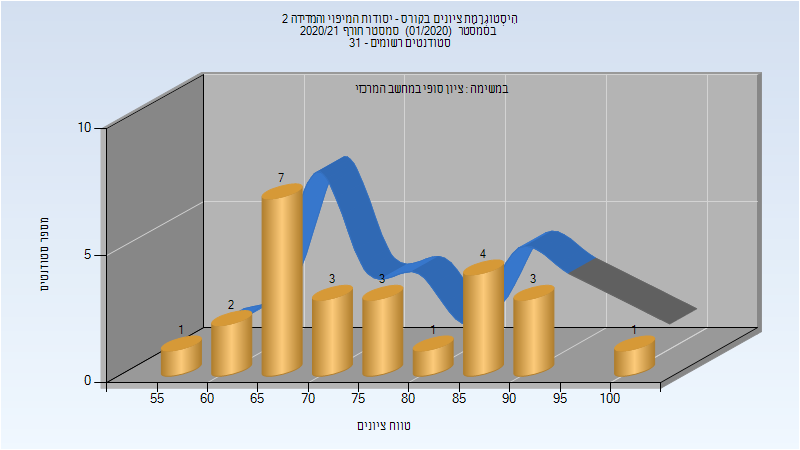 היסטוגרמת ציונים בקורס - יסודות המיפוי והמדידה 2
בסמסטר (01/2020) סמסטר חורף 2020/21
סטודנטים רשומים - 31
במשימה : ציון סופי במחשב המרכזי
מספר סטודנטים
10
5
0
1
2
7
3
3
1
4
3
1
55 60 65 70 75 80 85 90 95 100
טווח ציונים